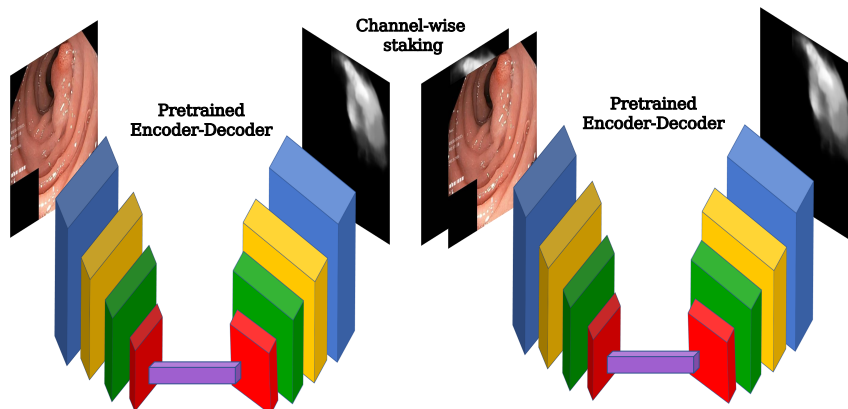 Channel-wise
staking
Pretrained
Encoder-Decoder
Pretrained
Encoder-Decoder